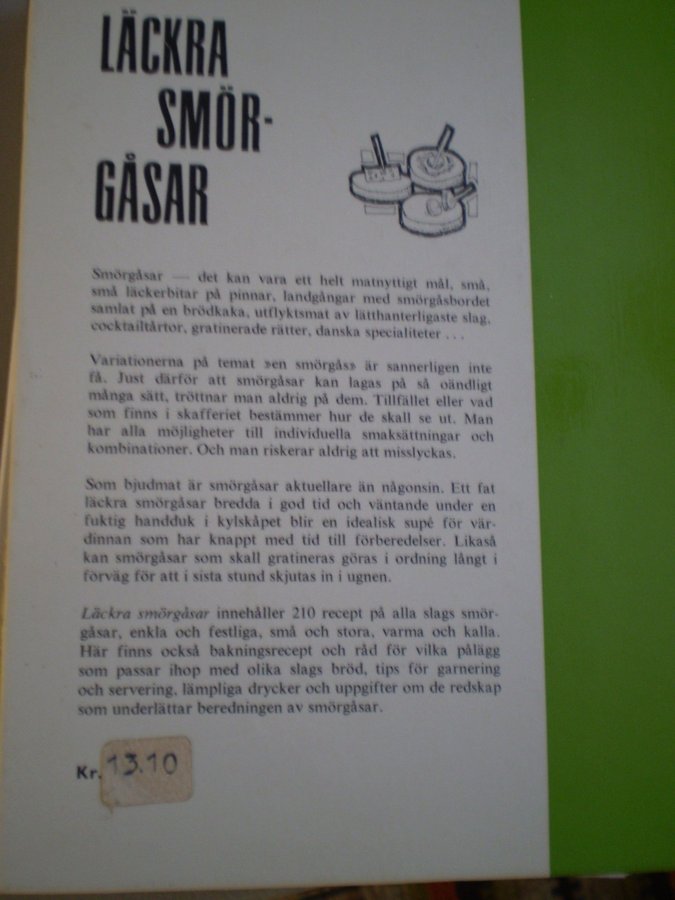 LÄCKRA
SMÖR-
GÅSAR
Smörgåsar — det kan vara ett helt matnyttigt mål, små,
små läckerbitar på pinnar, landgångar med smörgåsbordet
samlat på en brödkaka, utflyktsmat av lätthanterligaste slag,
cocktailtårtor, gratinerade rätter, danska specialiteter . . .
Variationerna på temat »en smörgås» är sannerligen inte
få. Just därför att smörgåsar kan lagas på så oändligt
många sätt, tröttnar man aldrig på dem. Tillfället eller vad
som finns i skafferiet bestämmer hur de skall se ut. Man
har alla möjligheter till individuella smaksättningar och
kombinationer. Och man riskerar aldrig att misslyckas.
Som bjudmat är smörgåsar aktuellare än någonsin. Ett fat
läckra smörgåsar bredda i god tid och väntande under en
fuktig handduk i kylskåpet blir en idealisk supé för vär-
dinnan som har knappt med tid till förberedelser. Likaså
kan smörgåsar som skall gratineras göras i ordning långt i
förväg för att i sista stund skjutas in i ugnen.
Läckra smörgåsar innehåller 210 recept på alla slags smör-
gåsar, enkla och festliga, små och stora, varma och kalla.
Här finns också bakningsrecept och råd för vilka pålägg
som passar ihop med olika slags bröd, tips för garnering
och servering, lämpliga drycker och uppgifter om de redskap
som underlättar beredningen av smörgåsar.
Kr. 13.10